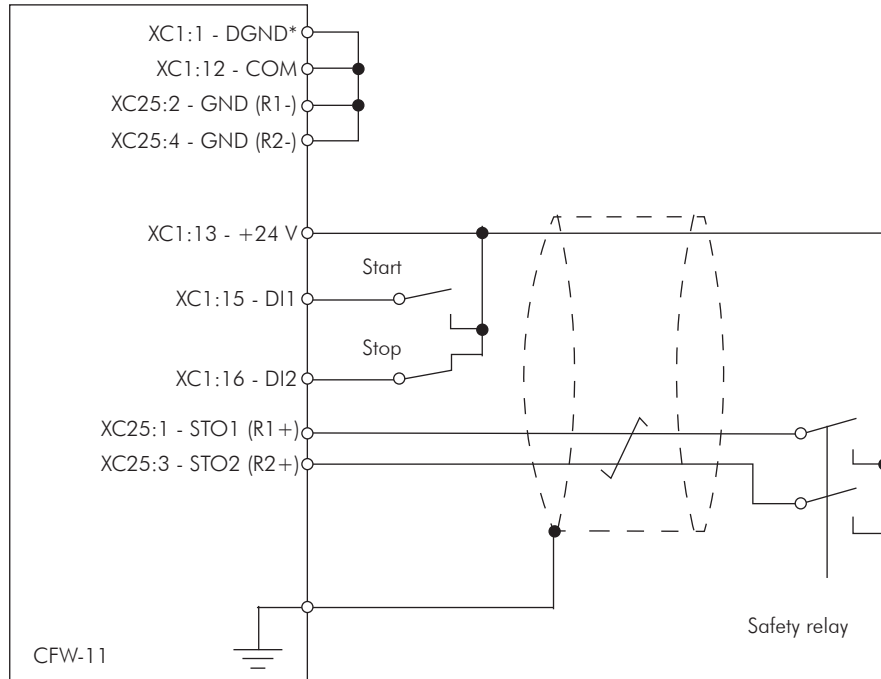 XC1:1 - DGND*
XC1:12 - COM
XC25:2 - GND (R1-)
XC25:4 - GND (R2-)
XC1:13 - +24 V
Start
XC1:15 - DI1
Stop
XC1:16 - DI2
XC25:1 - STO1 (R1+)
XC25:3 - STO2 (R2+)
Safety relay
CFW-11